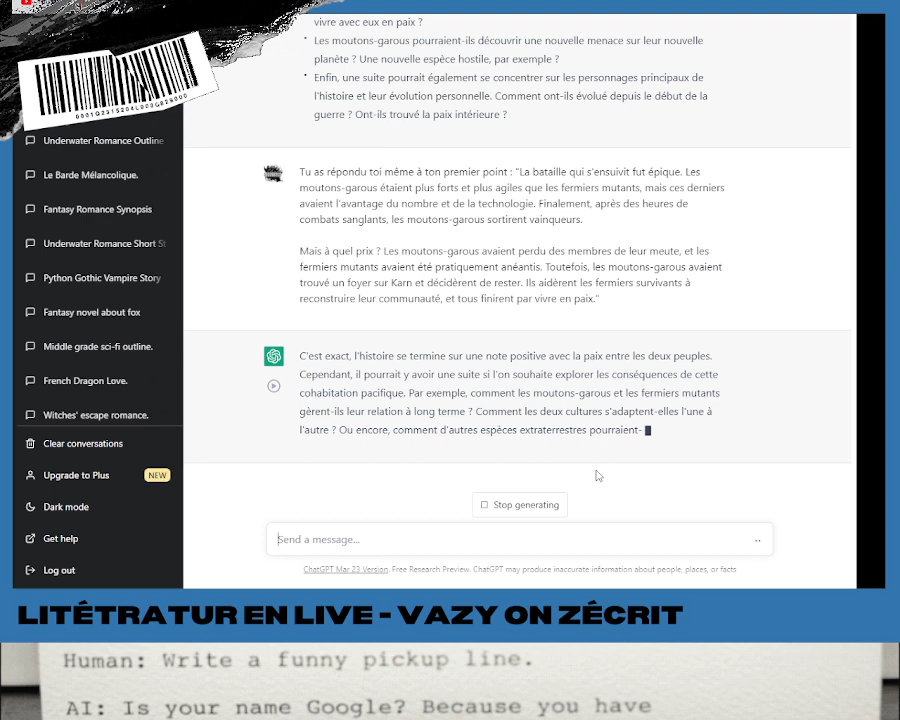 vivre avec eux en paix ?
Les moutons-garous pourraient-ils découvrir une nouvelle menace sur leur nouvelle
planète ? Une nouvelle espèce hostile, par exemple ?
Enfin, une suite pourrait également se concentrer sur les personnages principaux de
l'histoire et leur évolution personnelle. Comment ont-ils évolué depuis le début de la
guerre ? Ont-ils trouvé la paix intérieure ?
Underwater Romance Outline
Le Barde Mélancolique.
Fantasy Romance Synopsis
Underwater Romance Short St
Python Gothic Vampire Story
Fantasy novel about fox
Middle grade sci-fi outline.
French Dragon Love.
Witches' escape romance.
Clear conversations
Upgrade to Plus NEW
Dark mode
Get help
Log out
Tu as répondu toi même à ton premier point : "La bataille qui s'ensuivit fut épique. Les
moutons-garous étaient plus forts et plus agiles que les fermiers mutants, mais ces derniers
avaient l'avantage du nombre et de la technologie. Finalement, après des heures de
combats sanglants, les moutons-garous sortirent vainqueurs.
Mais à quel prix ? Les moutons-garous avaient perdu des membres de leur meute, et les
fermiers mutants avaient été pratiquement anéantis. Toutefois, les moutons-garous avaient
trouvé un foyer sur Karn et décidèrent de rester. Ils aidèrent les fermiers survivants à
reconstruire leur communauté, et tous finirent par vivre en paix."
C'est exact, l'histoire se termine sur une note positive avec la paix entre les deux peuples.
Cependant, il pourrait y avoir une suite si l'on souhaite explorer les conséquences de cette
cohabitation pacifique. Par exemple, comment les moutons-garous et les fermiers mutants
gèrent-ils leur relation à long terme ? Comment les deux cultures s'adaptent-elles l'une à
l'autre ? Ou encore, comment d'autres espèces extraterrestres pourraient-
Stop generating
Send a message...
ChatGPT Mar 23 Version. Free Research Preview. ChatGPT may produce inaccurate information about people, places, or facts
LITÉTRATUR EN LIVE - VAZY ON ZÉCRIT
Human: Write a funny pickup line.
AI: Is your name Google? Because you have